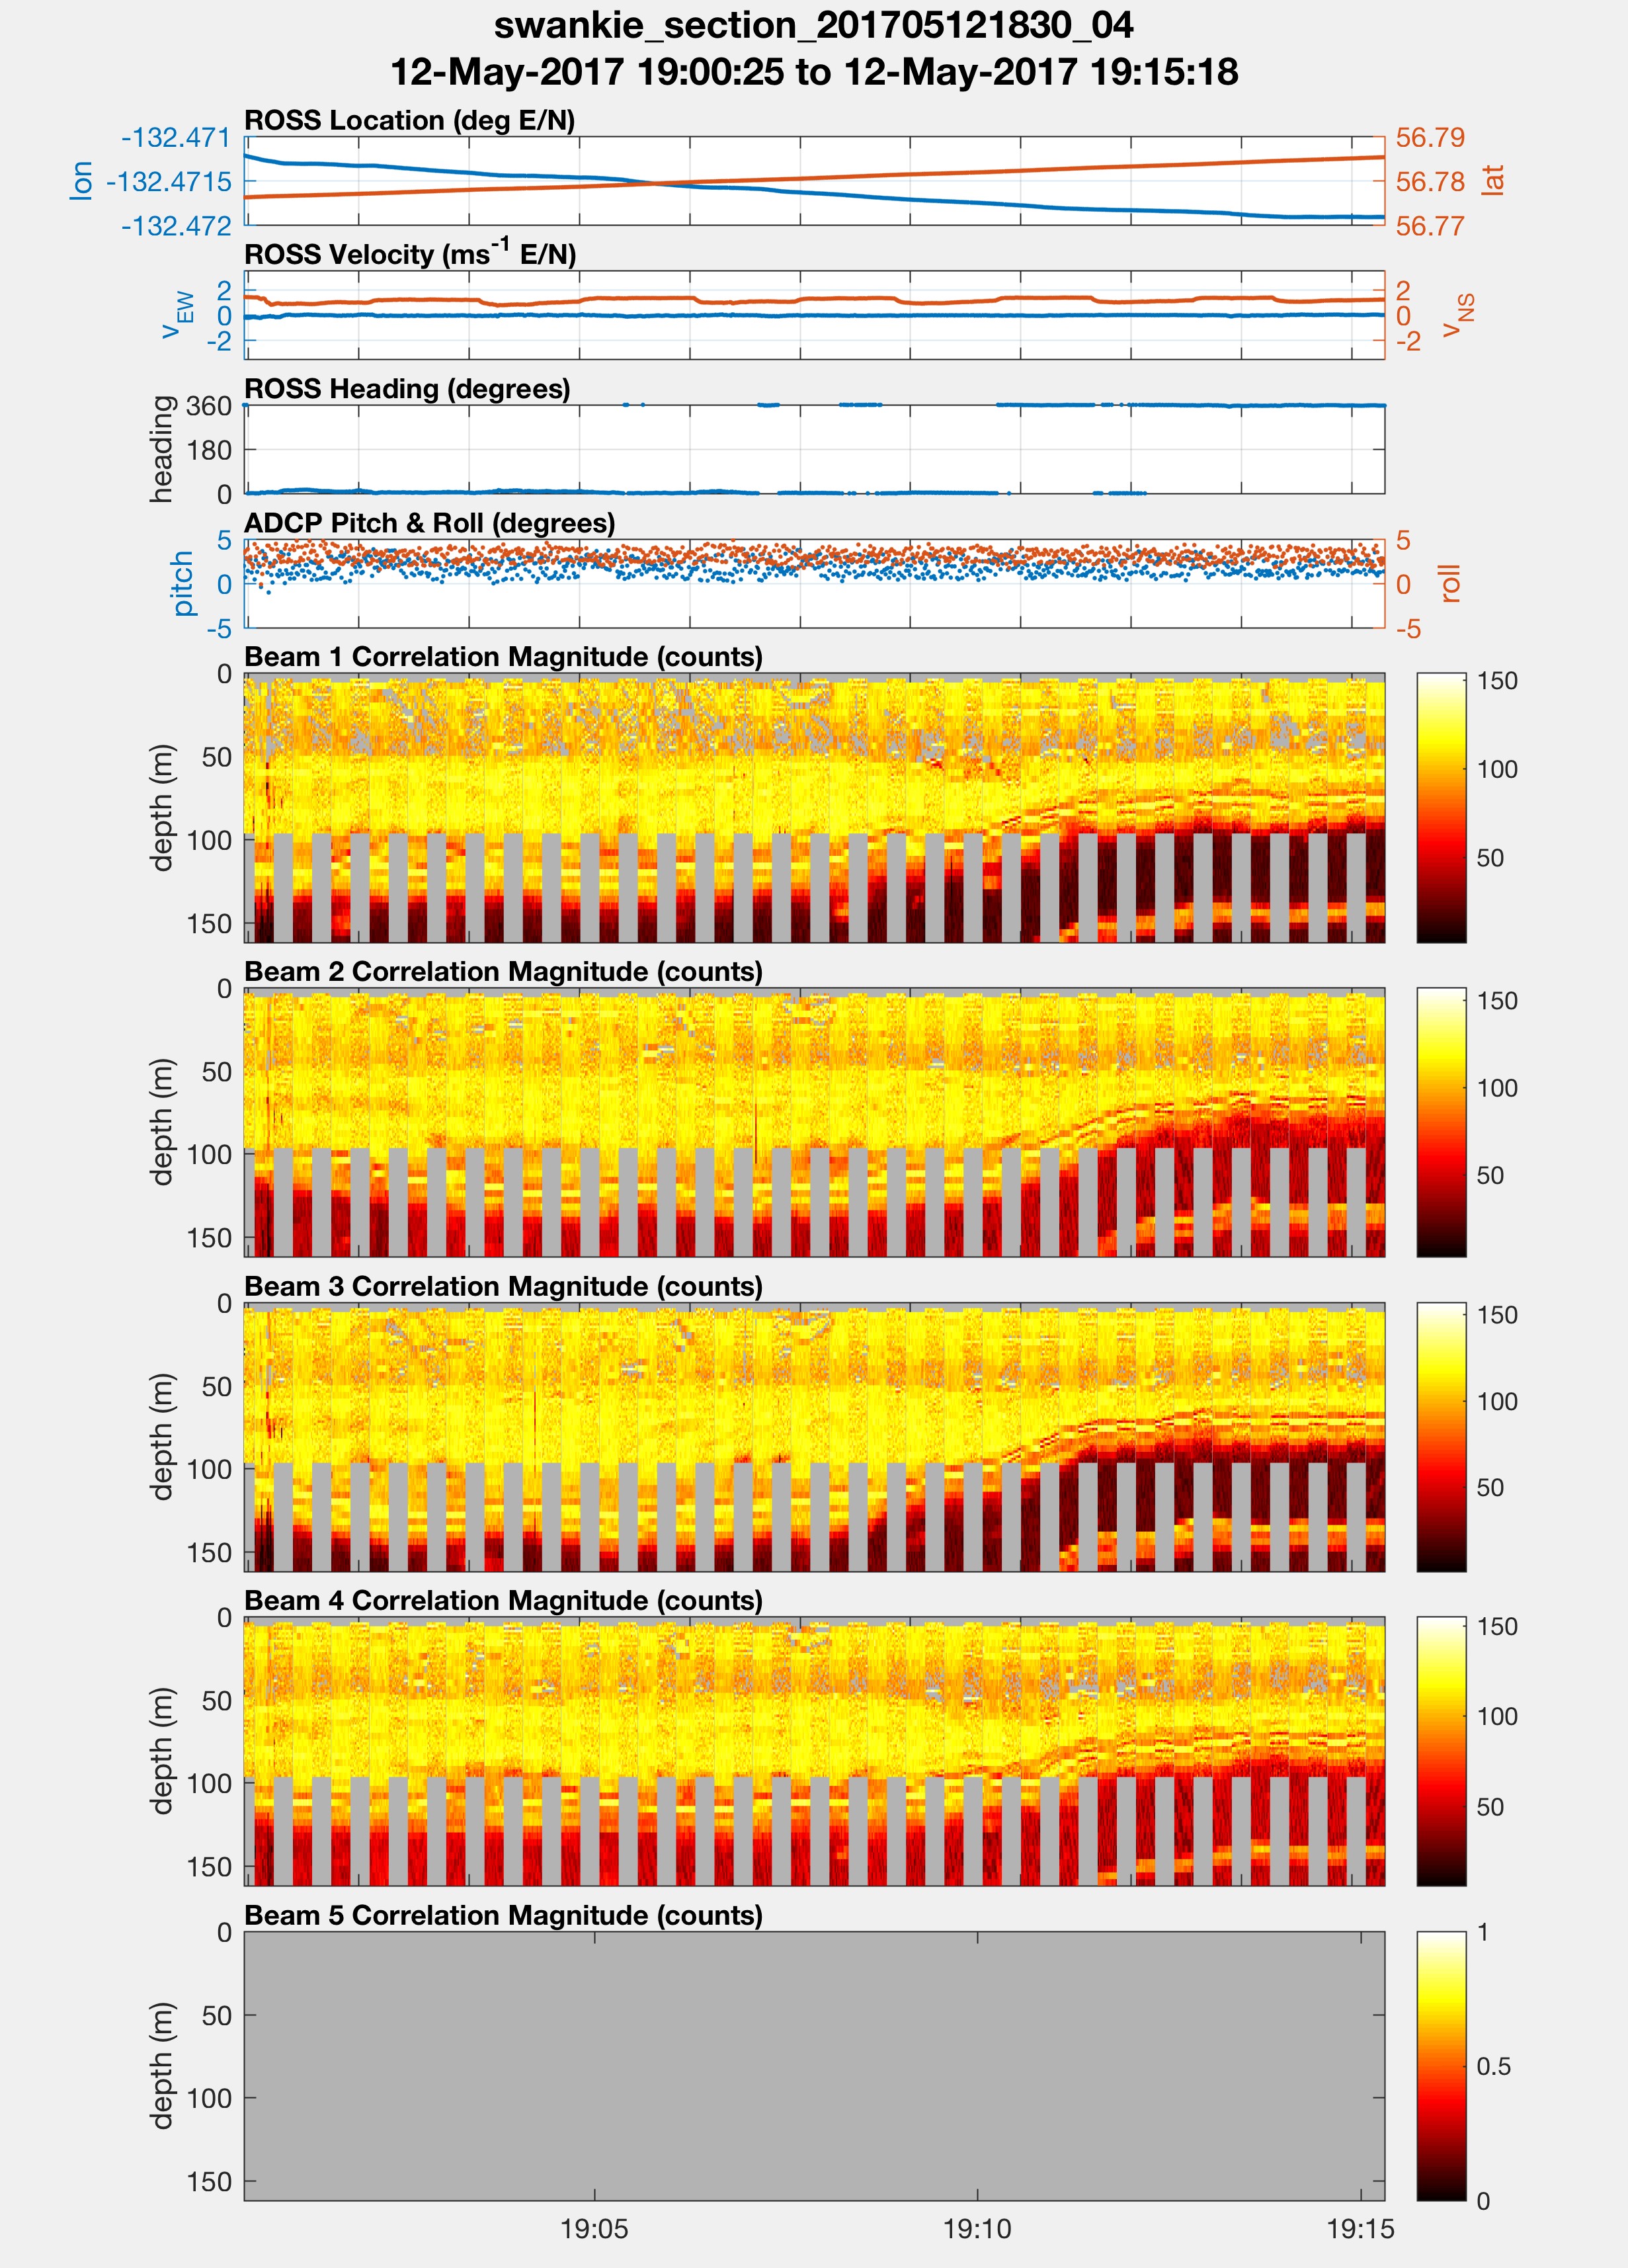 swankie_section_201705121830_04
12-May-2017 19:00:25 to 12-May-2017 19:15:18
ROSS Location (deg E/N)
-132.471
-132.4715
-132.472
lon
56.79
56.78
56.77
lat
ROSS Velocity (ms-1 E/N)
2
0
-2
vEW
2
0
-2
vNS
ROSS Heading (degrees)
360
180
0
heading
ADCP Pitch & Roll (degrees)
5
0
-5
pitch
5
0
-5
roll
Beam 1 Correlation Magnitude (counts)
0
50
100
150
depth (m)
150
100
50
Beam 2 Correlation Magnitude (counts)
0
50
100
150
depth (m)
150
100
50
Beam 3 Correlation Magnitude (counts)
0
50
100
150
depth (m)
150
100
50
Beam 4 Correlation Magnitude (counts)
0
50
100
150
depth (m)
150
100
50
Beam 5 Correlation Magnitude (counts)
0
50
100
150
depth (m)
1
0.5
0
19:05 19:10 19:15